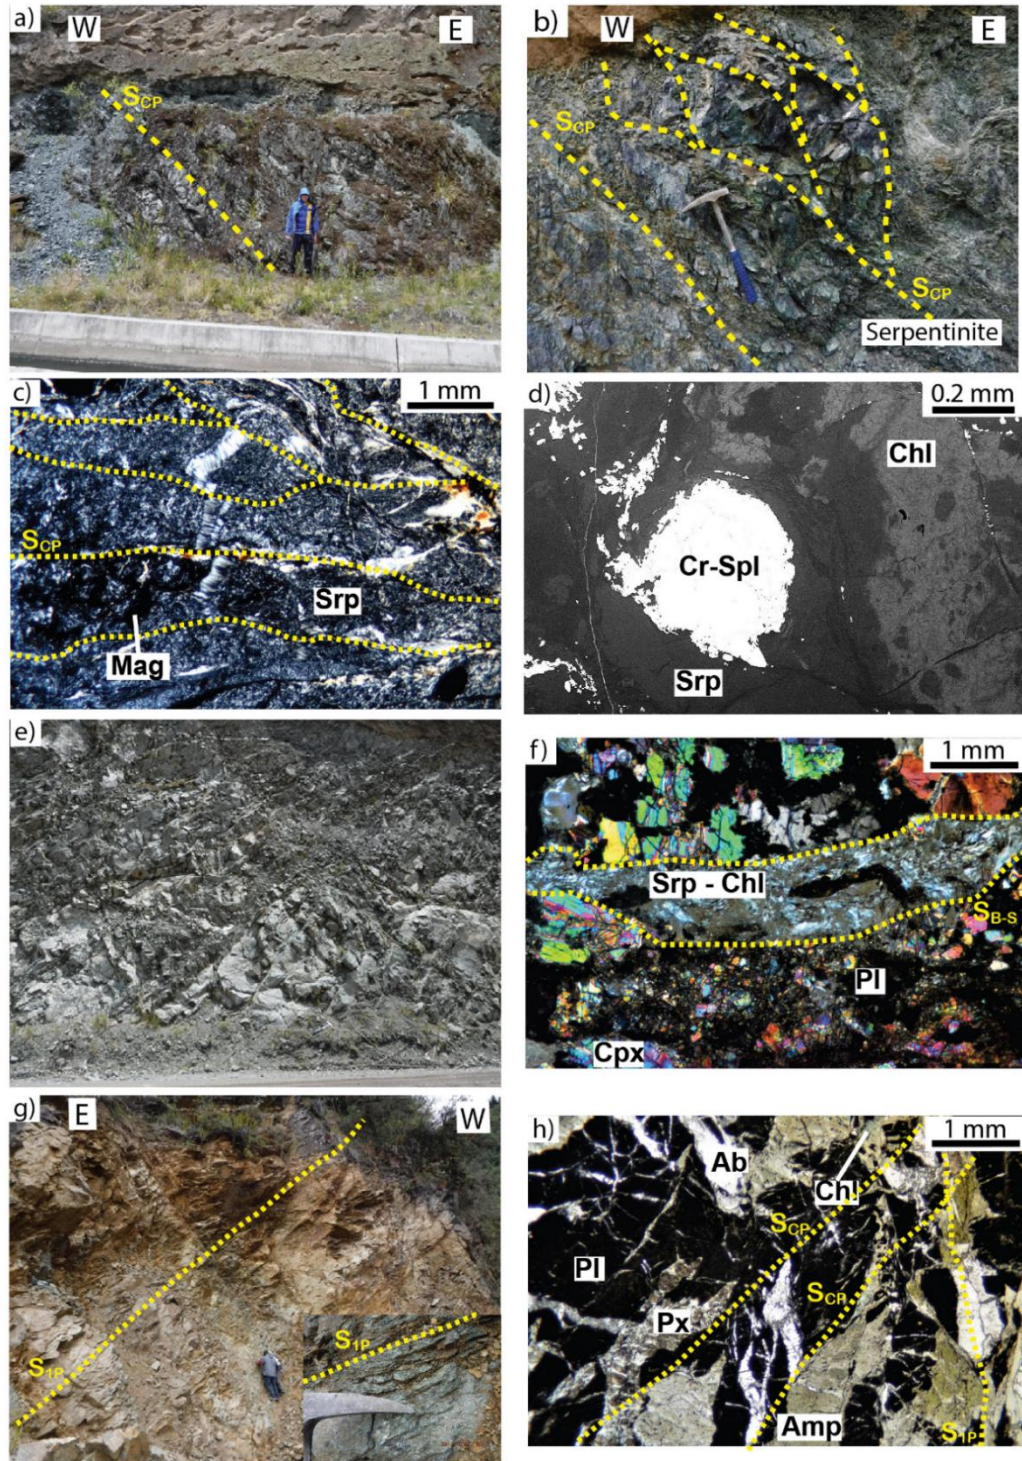 a)
W
E
SCP
b)
W
E
SCP
SCP
Serpentinite
c)
1 mm
SCP
Srp
Mag
d)
0.2 mm
Chl
Cr-Spl
Srp
e)
f)
1 mm
Srp - Chl
SB-S
Pl
Cpx
g)
E
W
S1P
S1P
h)
1 mm
Ab
Chl
SCP
Pl
SCP
Px
Amp
S1P